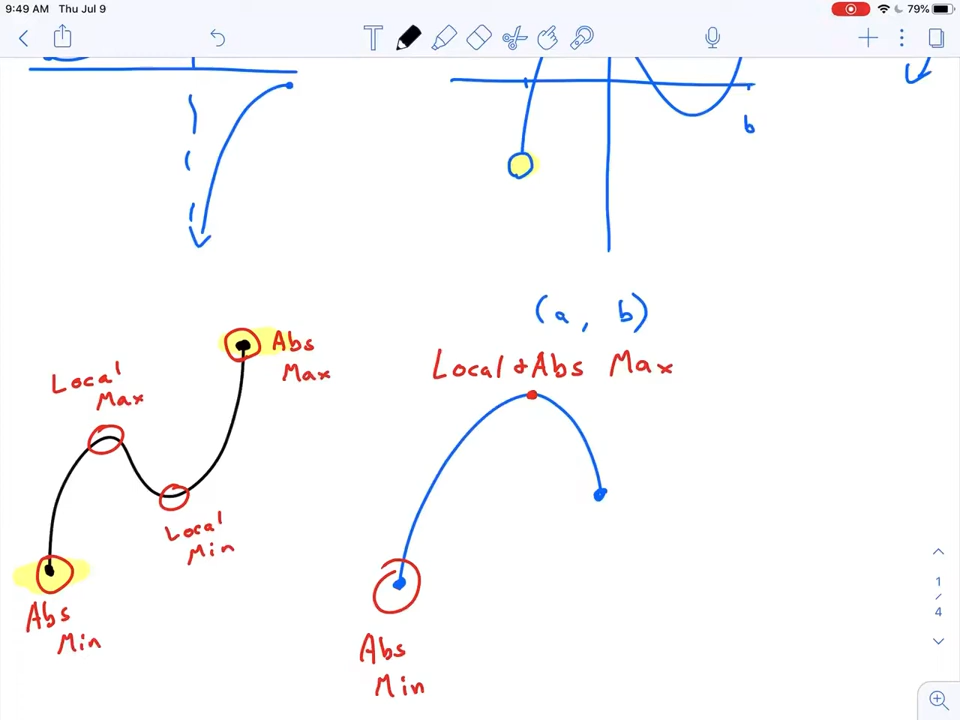 9:49 AM Thu Jul 9
79%
T
b
(a, b)
Abs
Max
Local & Abs Max
Local
Max
Local
Min
Abs
Min
Abs
Min
1
/
4